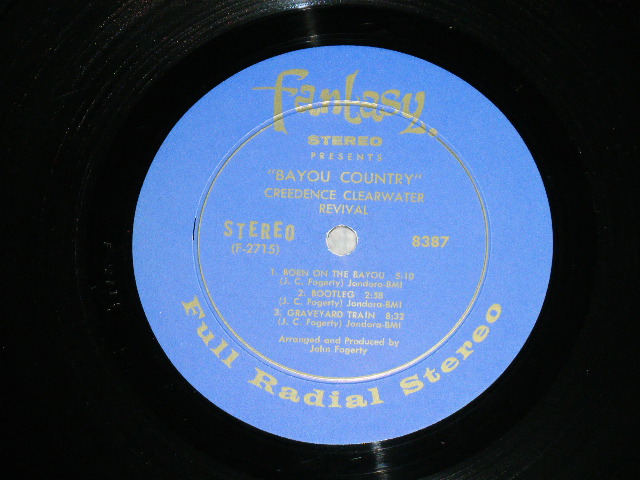 fantasy.
STEREO
PRESENTS
"BAYOU COUNTRY"
CREEDENCE CLEARWATER
REVIVAL
STEREO
(F-2715)
8387
1. BORN ON THE BAYOU 5:10
(J. C. Fogerty) Jondora-BMI
2. BOOTLEG 2:58
(J. C. Fogerty) Jondora-BMI
3. GRAVEYARD TRAIN 8:32
(J. C. Fogerty) Jondora-BMI
Arranged and Produced by
John Fogerty
Full Radial Stereo